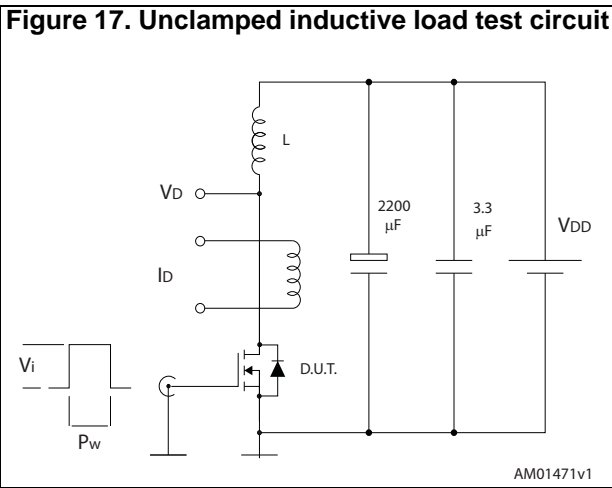 Figure 17. Unclamped inductive load test circuit
L
VD
2200
µF
3.3
µF
VDD
ID
Vi
D.U.T.
Pw
AM01471v1